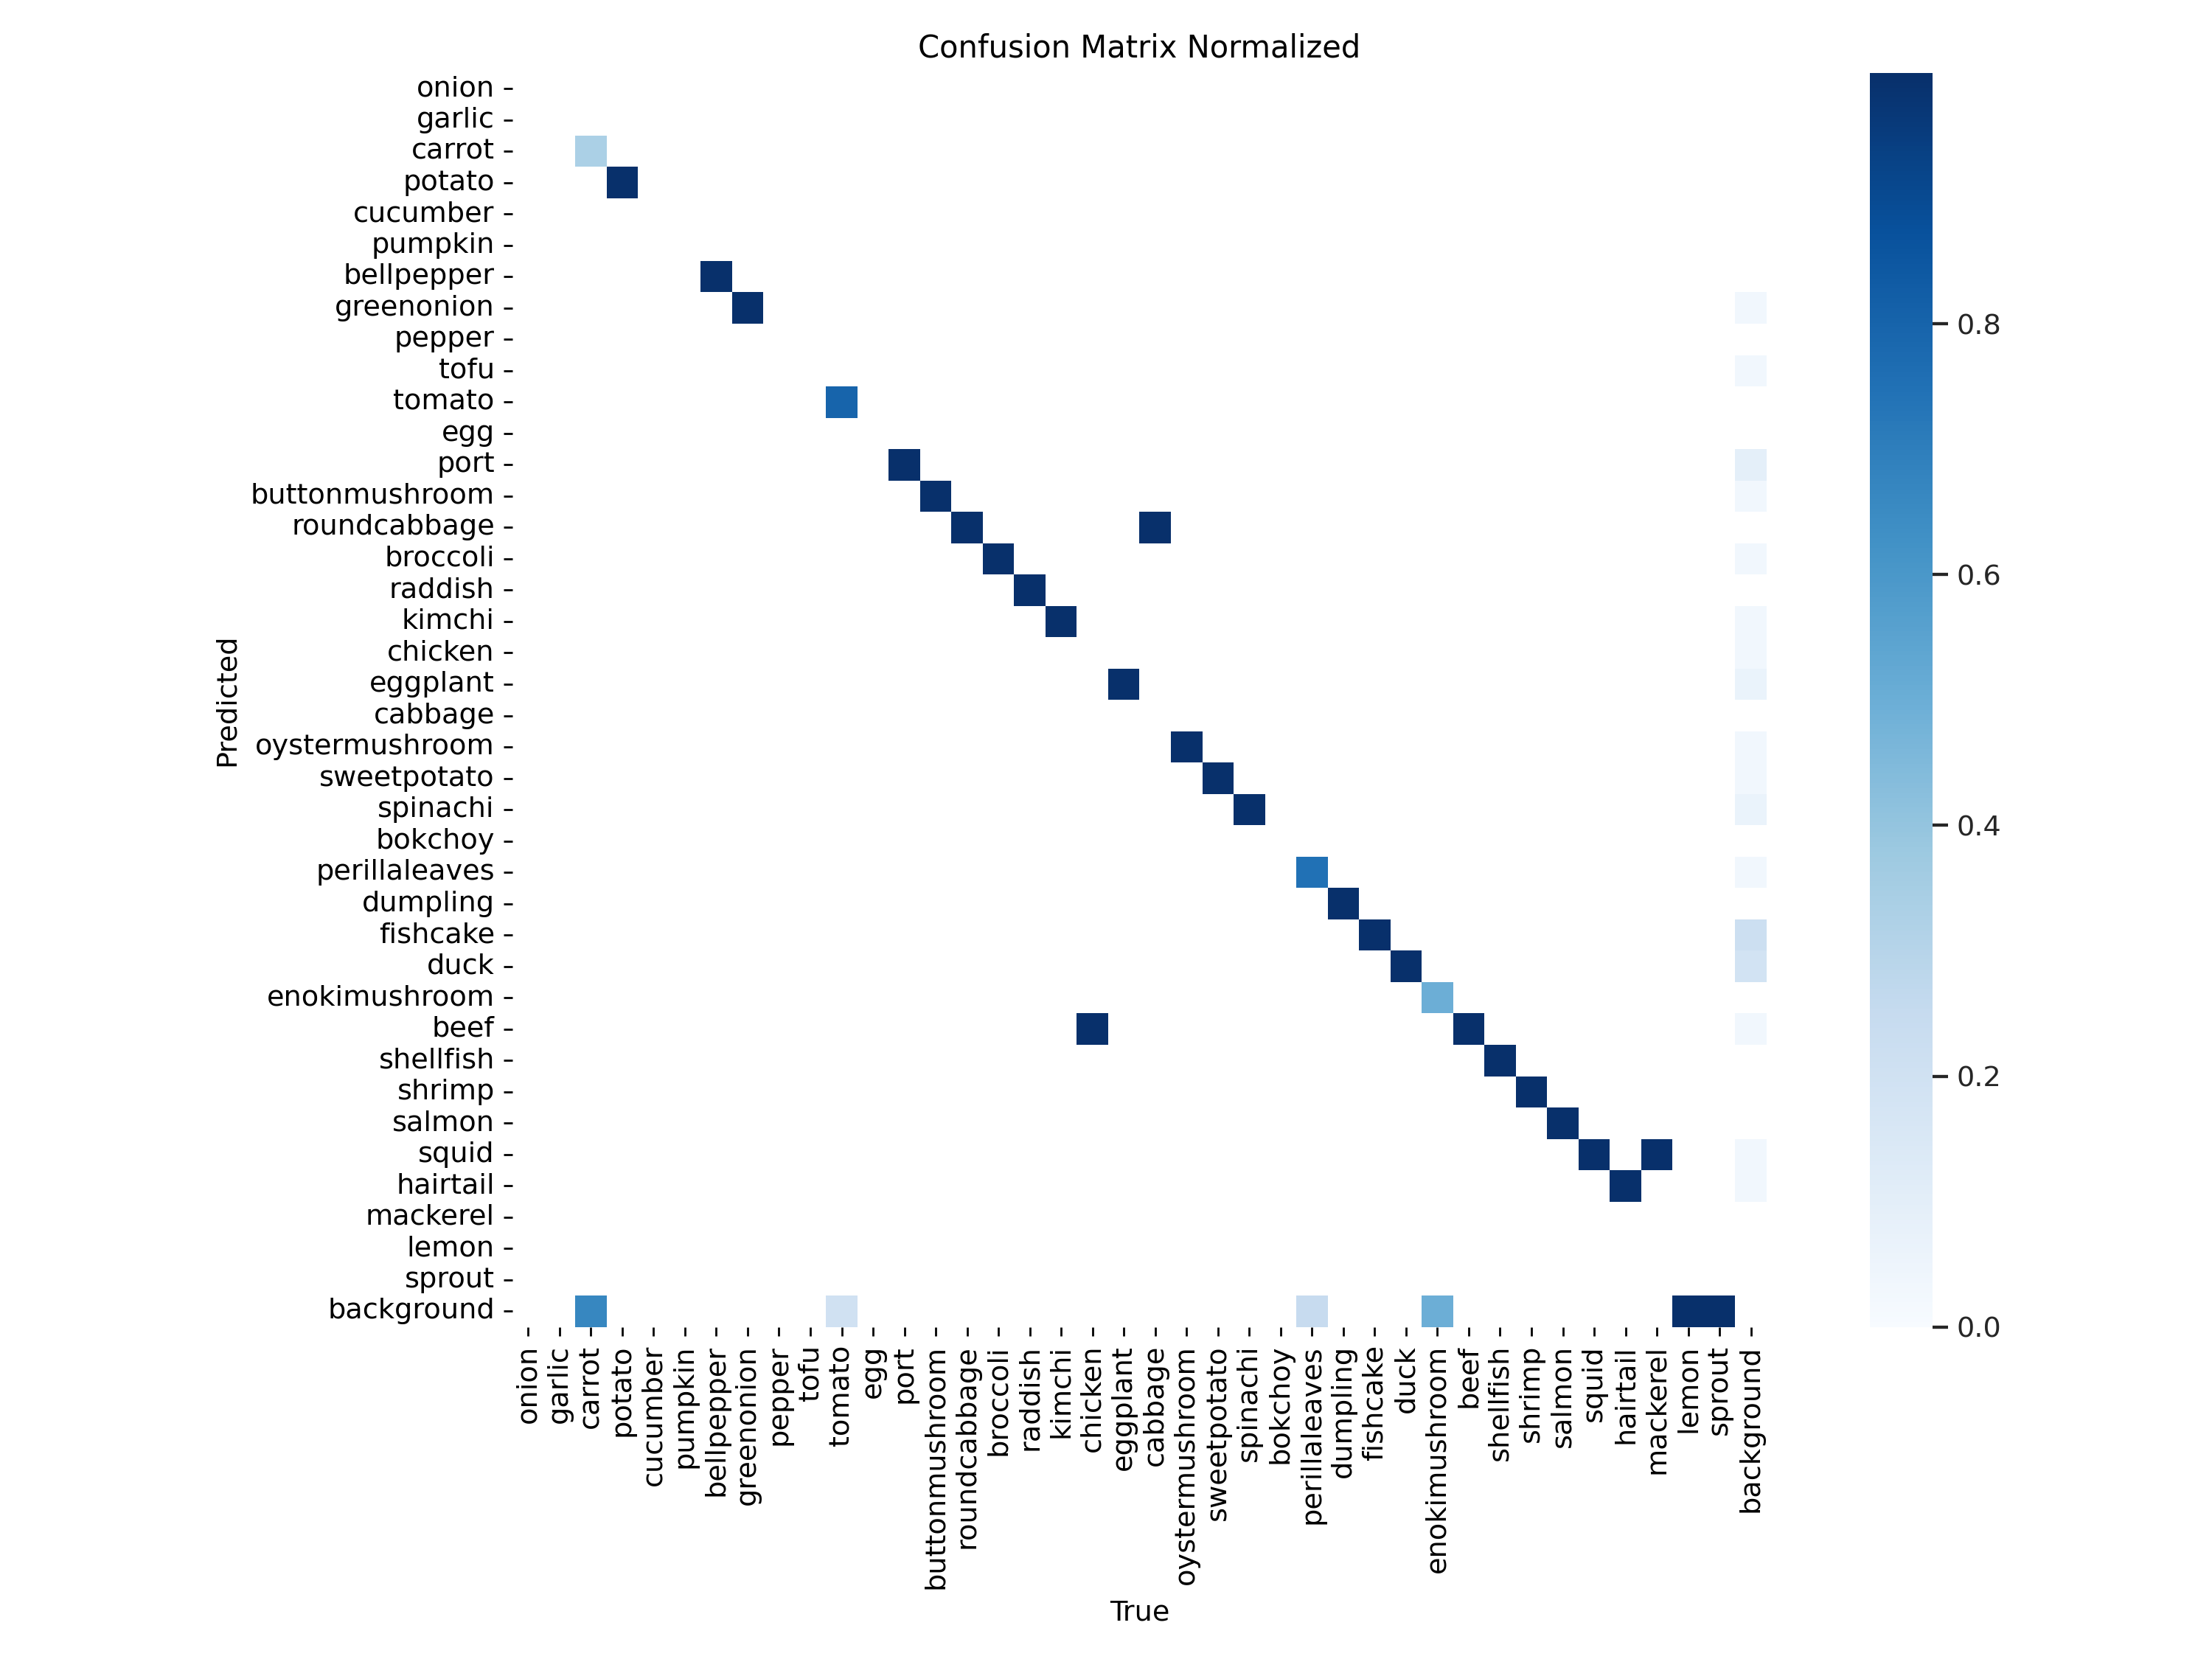 Confusion Matrix Normalized
onion
garlic
carrot
potato
cucumber
pumpkin
bellpepper
greenonion
pepper
tofu
tomato
egg
port
buttonmushroom
roundcabbage
broccoli
raddish
kimchi
chicken
eggplant
cabbage
oystermushroom
sweetpotato
spinachi
bokchoy
perillaleaves
dumpling
fishcake
duck
enokimushroom
beef
shellfish
shrimp
salmon
squid
hairtail
mackerel
lemon
sprout
background
Predicted
onion
garlic
carrot
potato
cucumber
pumpkin
bellpepper
greenonion
pepper
tofu
tomato
egg
port
buttonmushroom
roundcabbage
broccoli
raddish
kimchi
chicken
eggplant
cabbage
oystermushroom
sweetpotato
spinachi
bokchoy
perillaleaves
dumpling
fishcake
duck
enokimushroom
beef
shellfish
shrimp
salmon
squid
hairtail
mackerel
lemon
sprout
background
True
0.8
0.6
0.4
0.2
0.0